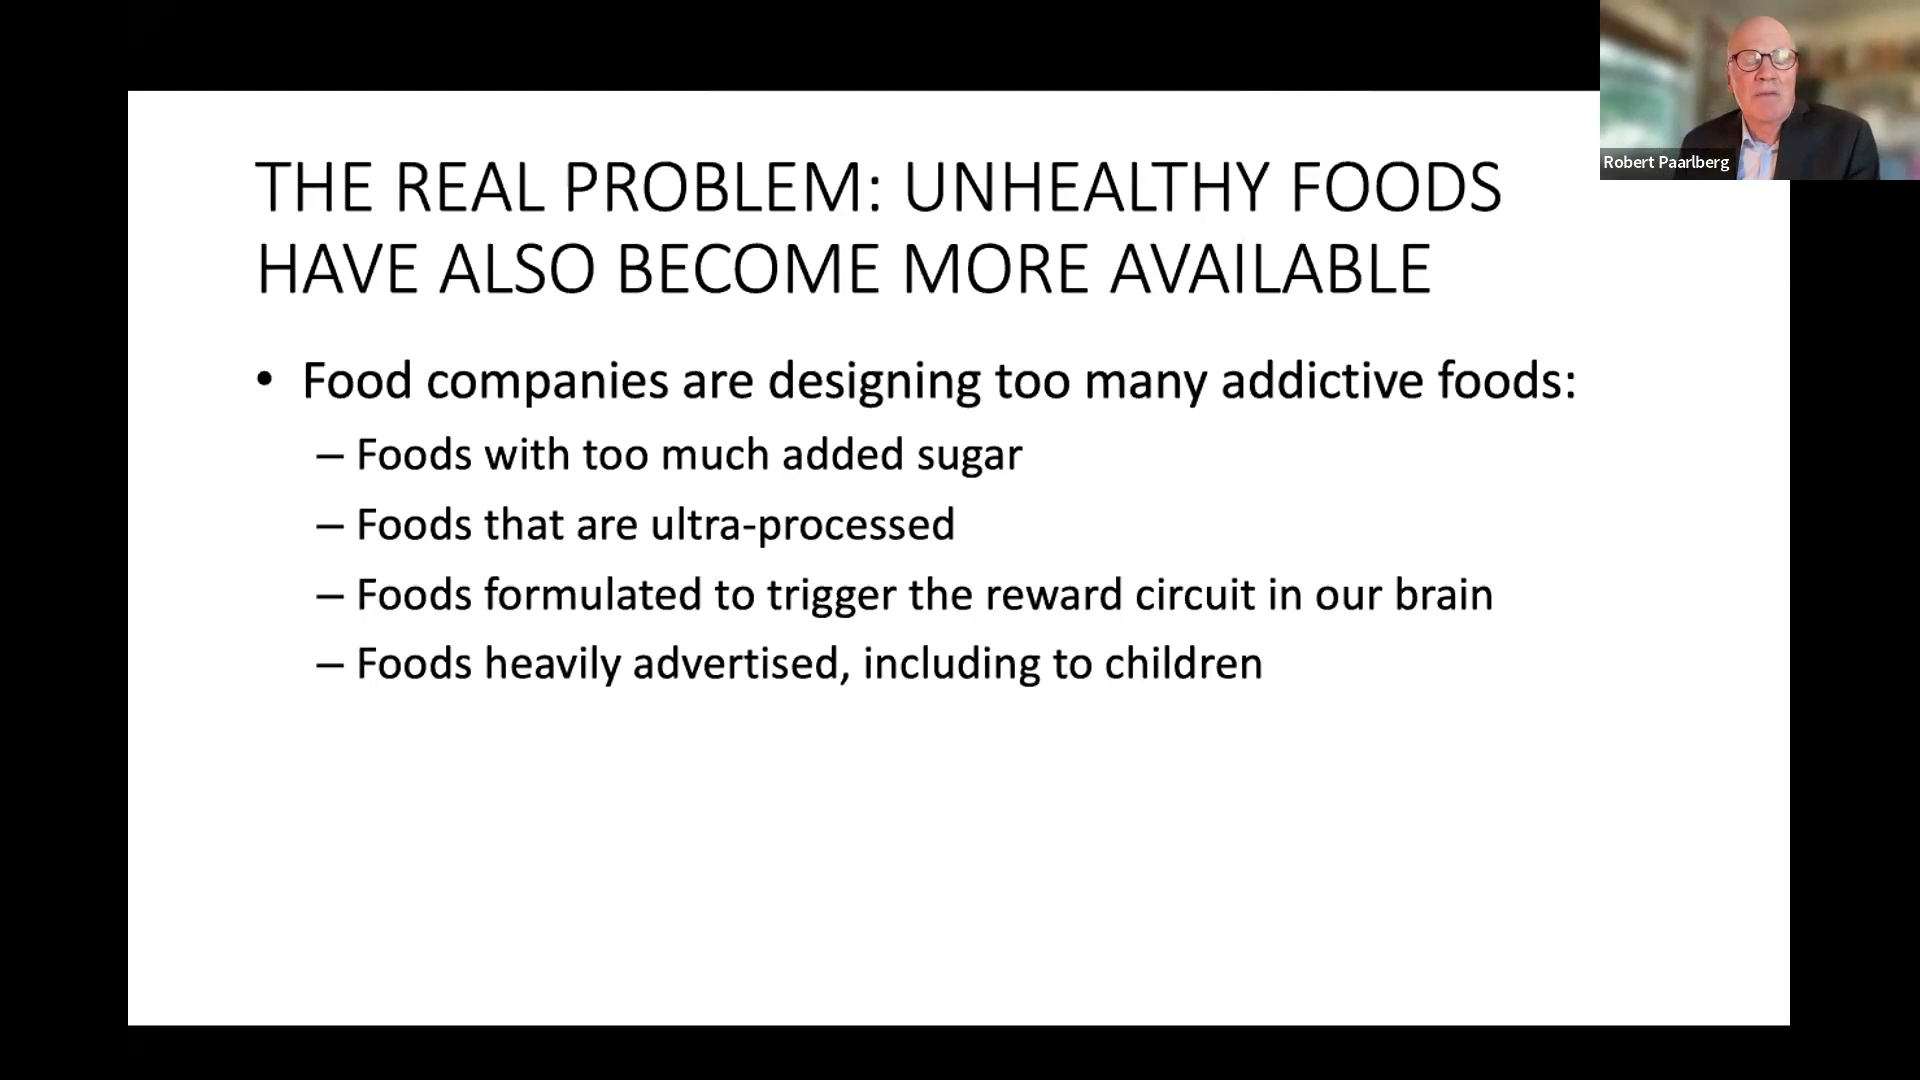 THE REAL PROBLEM: UNHEALTHY FOODS
HAVE ALSO BECOME MORE AVAILABLE
• Food companies are designing too many addictive foods:
– Foods with too much added sugar
– Foods that are ultra-processed
– Foods formulated to trigger the reward circuit in our brain
– Foods heavily advertised, including to children
Robert Paarlberg